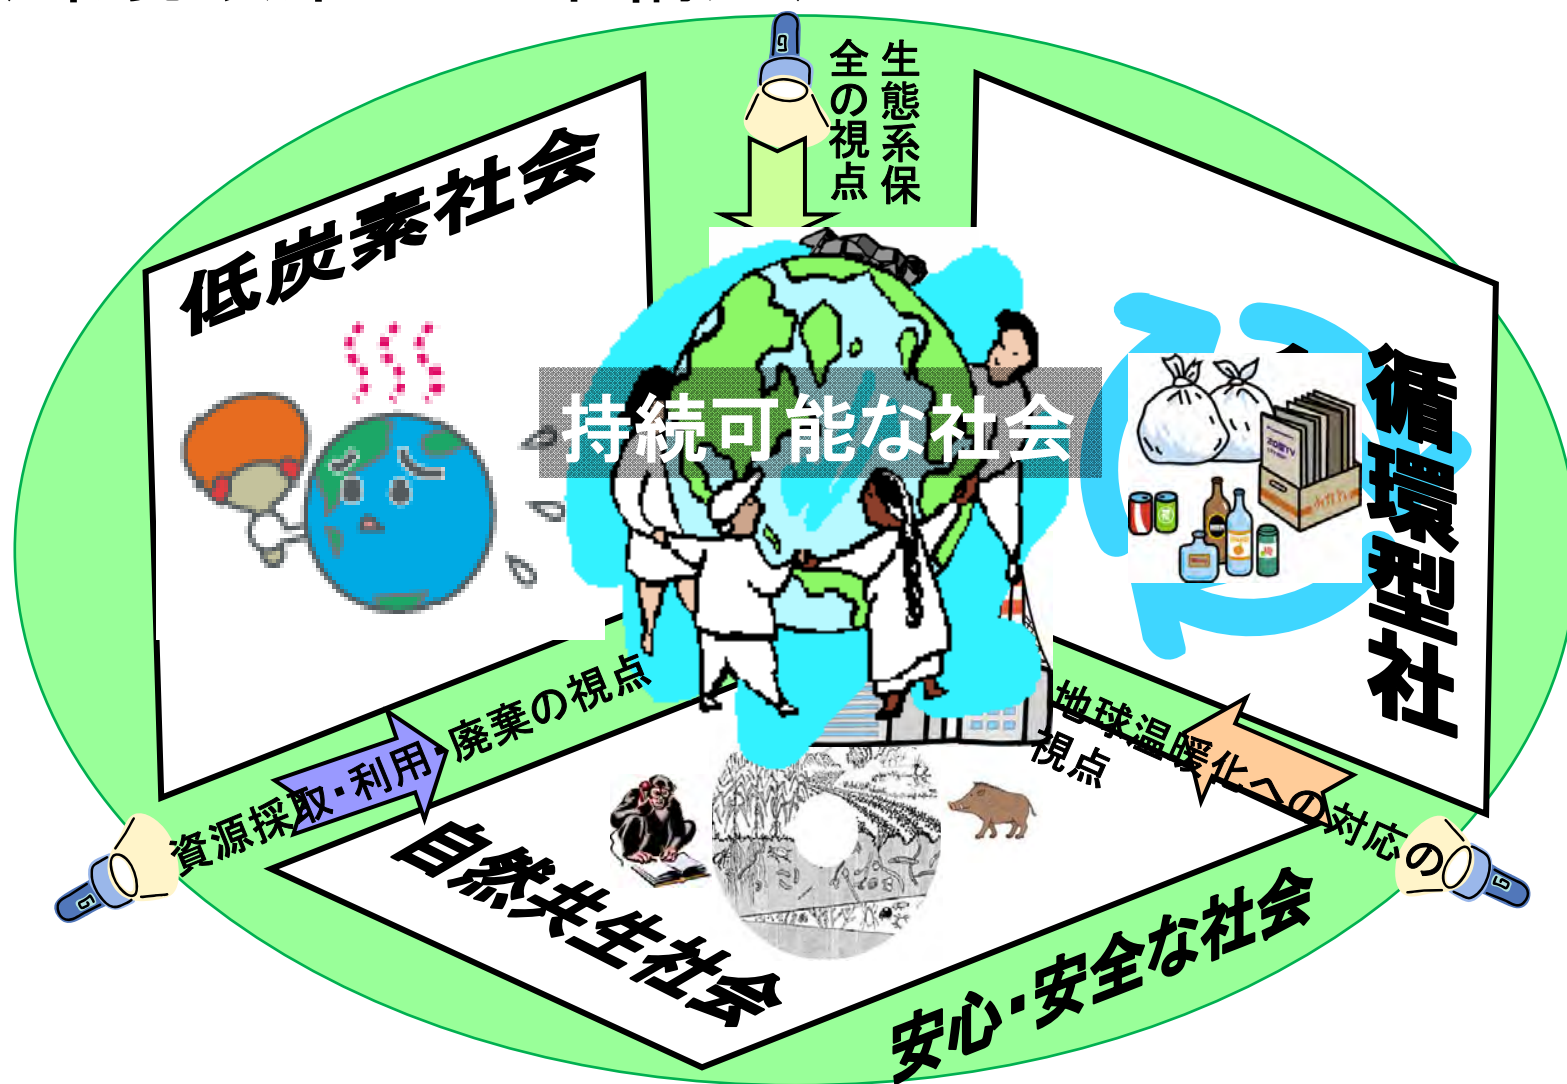 生態系保
全の視点
低炭素社会
持続可能な社会
循環型社
資源採取・利用・廃棄の視点
地球温暖化への対応の
視点
自然共生社会
安心・安全な社会